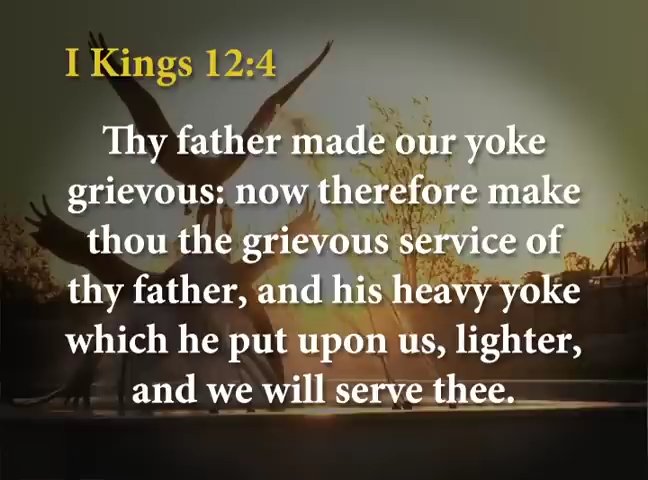 I Kings 12:4
Thy father made our yoke
grievous: now therefore make
thou the grievous service of
thy father, and his heavy yoke
which he put upon us, lighter,
and we will serve thee.